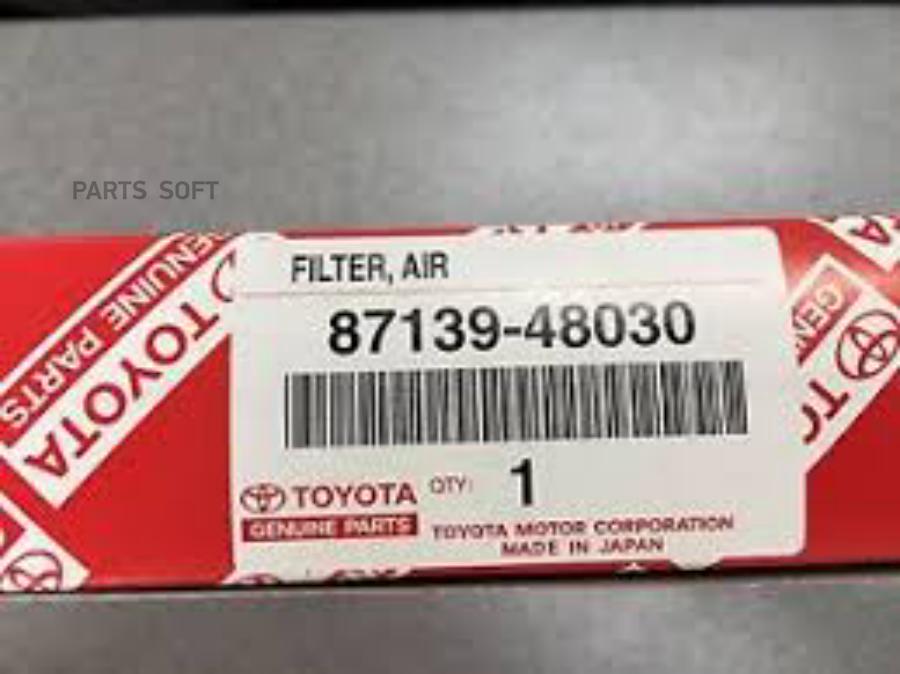 PARTS SOFT
FILTER, AIR
87139-48030
TOYOTA
GENUINE PARTS
QTY: 1
TOYOTA MOTOR CORPORATION
MADE IN JAPAN
GENUINE PARTS
TOYOTA
GEN